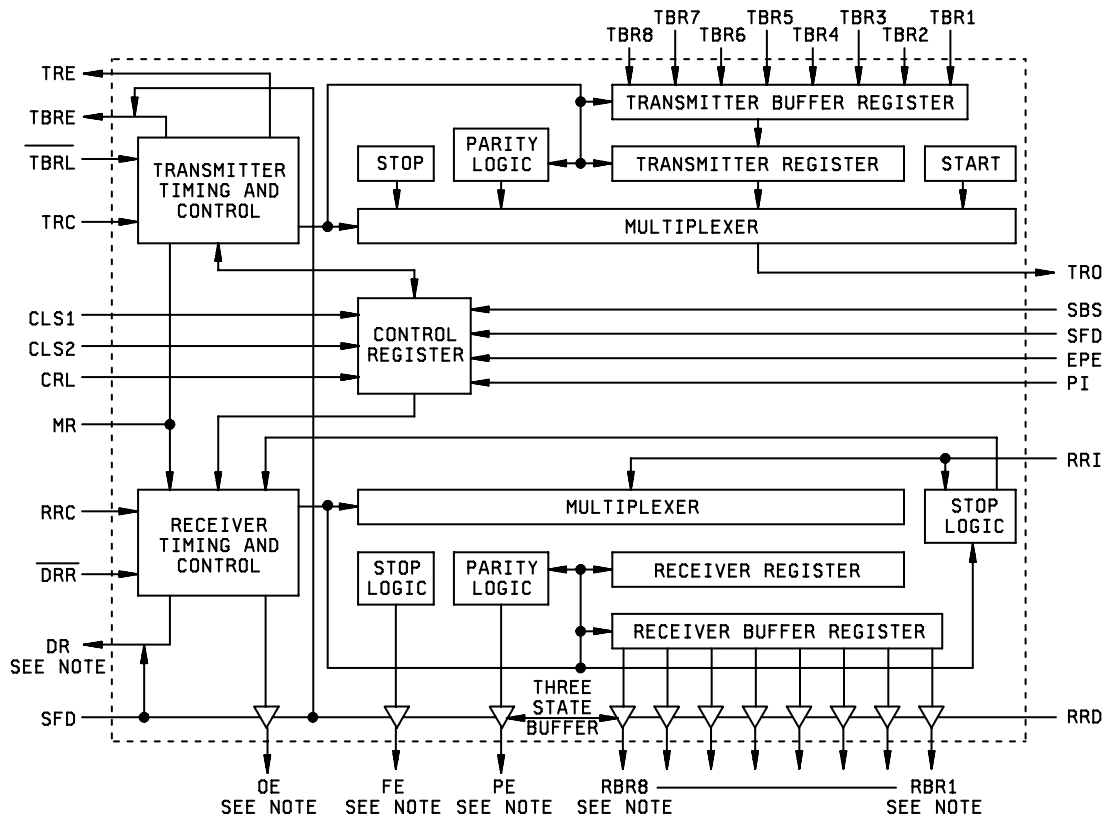 TBR7 TBR5 TBR3 TBR1
TBR8 TBR6 TBR4 TBR2
TRE
TRANSMITTER BUFFER REGISTER
TBRE
TBRL
TRANSMITTER
TIMING AND
CONTROL
STOP
PARITY
LOGIC
TRANSMITTER REGISTER
START
TRC
MULTIPLEXER
TRO
CLS1
CLS2
CRL
CONTROL
REGISTER
SBS
SFD
EPE
PI
MR
RRI
RRC
RECEIVER
TIMING AND
CONTROL
MULTIPLEXER
STOP
LOGIC
DRR
STOP
LOGIC
PARITY
LOGIC
RECEIVER REGISTER
RECEIVER BUFFER REGISTER
DR
SEE NOTE
THREE
STATE
BUFFER
SFD
RRD
OE
SEE NOTE
FE
SEE NOTE
PE
SEE NOTE
RBR8
SEE NOTE
RBR1
SEE NOTE